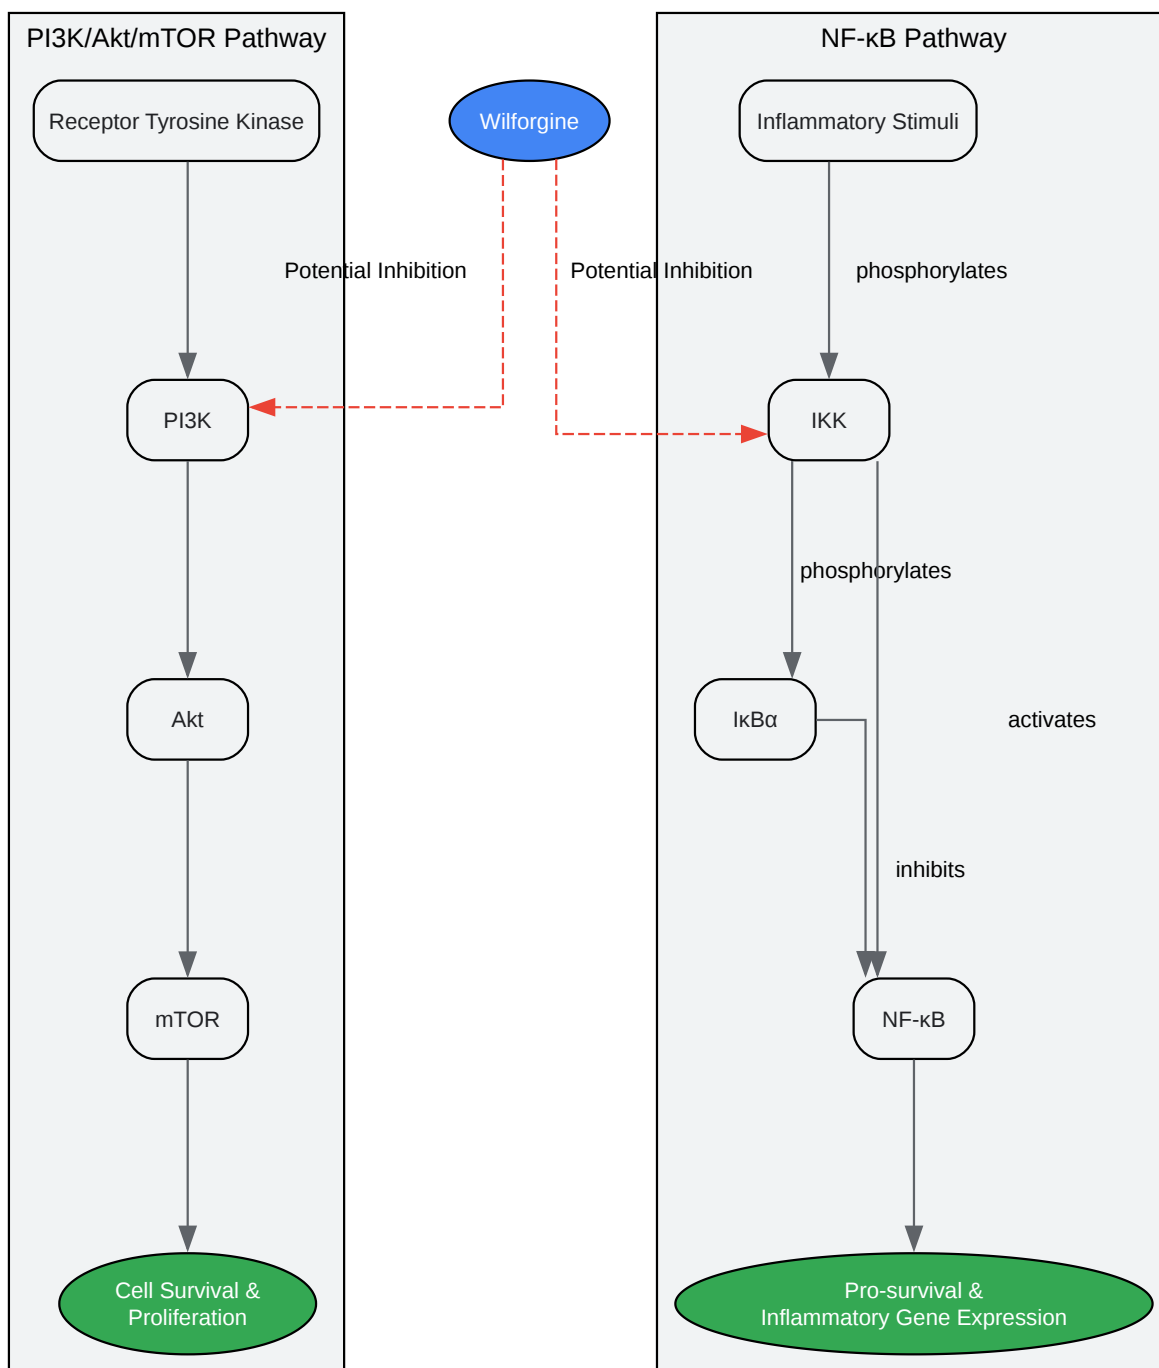 PI3K/Akt/mTOR Pathway
NF-κB Pathway
Receptor Tyrosine Kinase
Wilforgine
Inflammatory Stimuli
Potential Inhibition
Potential Inhibition
phosphorylates
PI3K
IKK
phosphorylates
Akt
IκBα
activates
inhibits
mTOR
NF-κB
Cell Survival &
Proliferation
Pro-survival &
Inflammatory Gene Expression